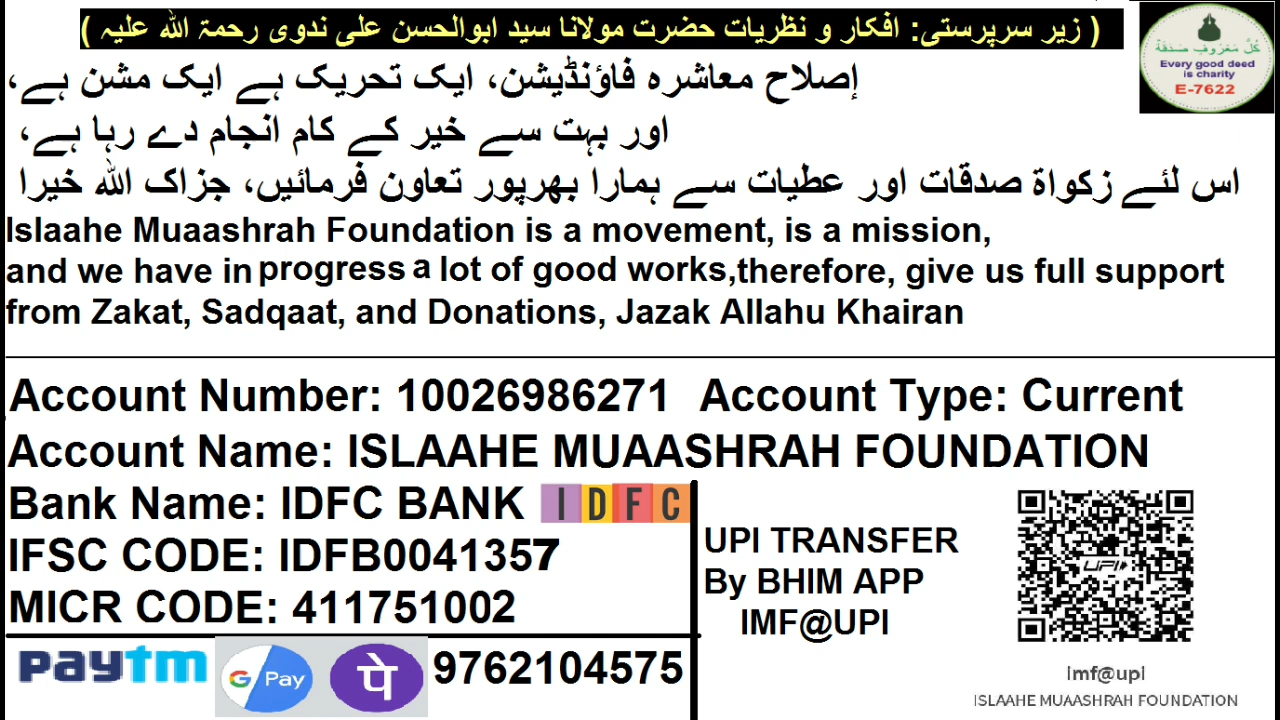 ( زیر سرپرستی: افکار و نظریات حضرت مولانا سید ابوالحسن علی ندوی رحمۃ اللہ علیہ )
كُلُّ مَعْرُوفٍ صَدَقَةٌ
Every good deed
is charity
E-7622
إصلاح معاشرہ فاؤنڈیشن، ایک تحریک ہے ایک مشن ہے،
اور بہت سے خیر کے کام انجام دے رہا ہے،
اس لئے زکواۃ صدقات اور عطیات سے ہمارا بھرپور تعاون فرمائیں، جزاک اللہ خیرا
Islaahe Muaashrah Foundation is a movement, is a mission,
and we have in progress a lot of good works,therefore, give us full support
from Zakat, Sadqaat, and Donations, Jazak Allahu Khairan
Account Number: 10026986271 Account Type: Current
Account Name: ISLAAHE MUAASHRAH FOUNDATION
Bank Name: IDFC BANK IDFC
IFSC CODE: IDFB0041357
MICR CODE: 411751002
UPI TRANSFER
By BHIM APP
IMF@UPI
UPI
imf@upi
ISLAAHE MUAASHRAH FOUNDATION
paytm G Pay पे 9762104575